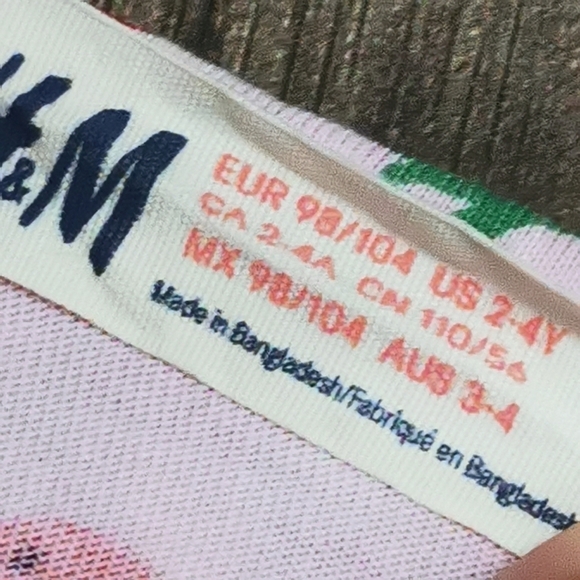 H&M
EUR 98/104 US 2-4Y
CA 2-4A CN 110/56
MX 98/104 AUS 3-4
Made in Bangladesh/Fabriqué en Bangladesh